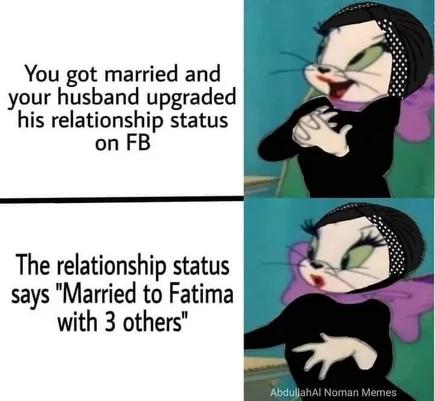 You got married and
your husband upgraded
his relationship status
on FB
The relationship status
says "Married to Fatima
with 3 others"
AbdullahAl Noman Memes